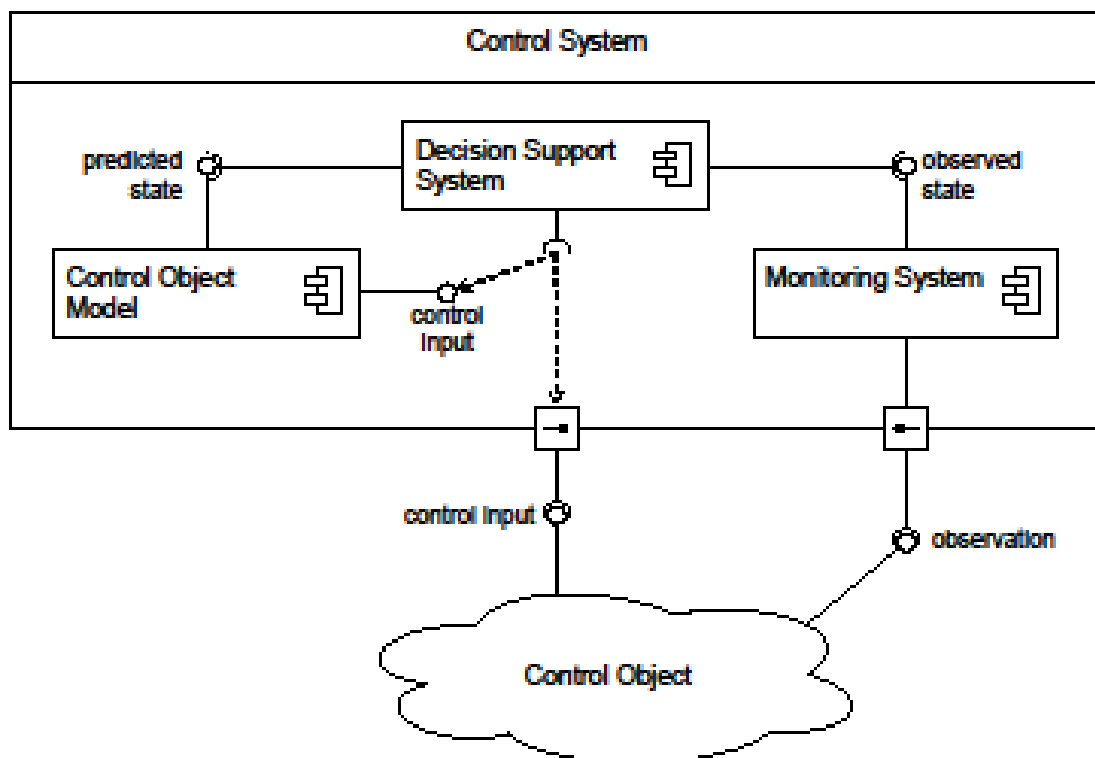 Control System
predicted
state
Decision Support
System
observed
state
Control Object
Model
control
input
Monitoring System
control input
observation
Control Object